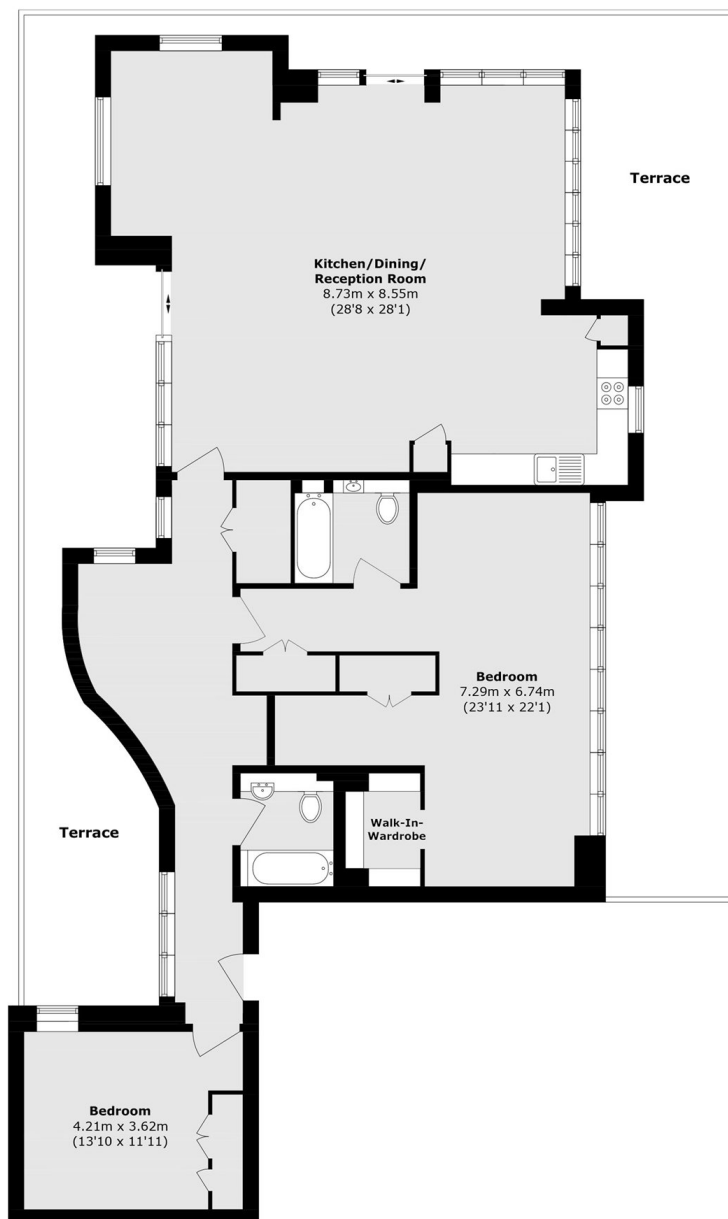 Terrace
Kitchen/Dining/
Reception Room
8.73m x 8.55m
(28'8 x 28'1)
Bedroom
7.29m x 6.74m
(23'11 x 22'1)
Walk-In-
Wardrobe
Terrace
Bedroom
4.21m x 3.62m
(13'10 x 11'11)